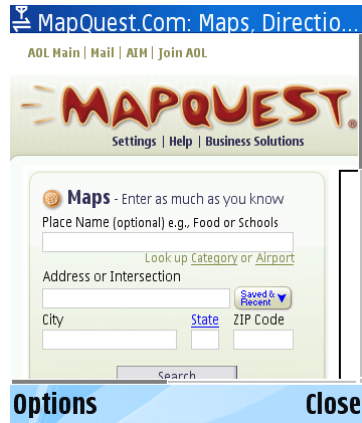 MapQuest.Com: Maps, Directio...
AOL Main | Mail | AIM | Join AOL
MAPQUEST®
Settings | Help | Business Solutions
Maps - Enter as much as you know
Place Name (optional) e.g., Food or Schools
Look up Category or Airport
Address or Intersection
Saved & Recent
City State ZIP Code
Search
Options Close